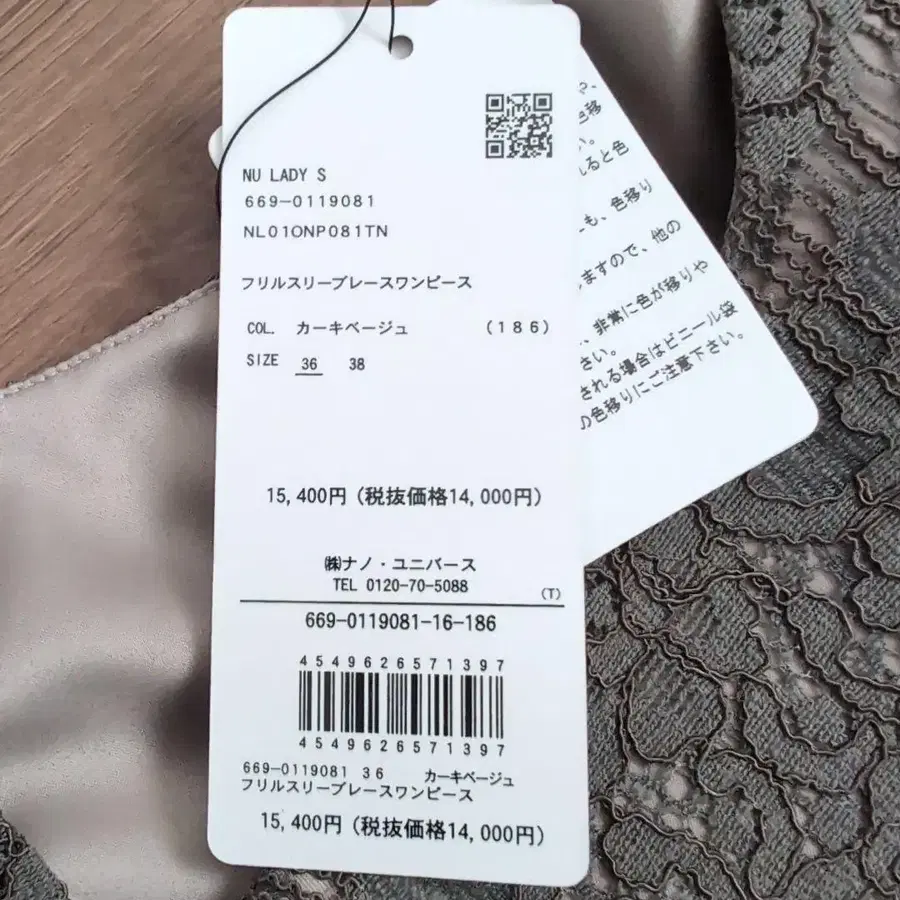 NU LADY S
669-0119081
NL01ONP081TN
フリルスリーブレースワンピース
COL. カーキベージュ (186)
SIZE 36 38
15,400円 (税抜価格14,000円)
㈱ナノ・ユニバース
TEL 0120-70-5088
(T)
669-0119081-16-186
4549626571397
4549626571397
669-0119081 36 カーキベージュ
フリルスリーブレースワンピース
15,400円 (税抜価格14,000円)
や、
色移
い。
ると色
も、色移り
ますので、他の
、非常に色が移りや
さい。
される場合はビニール袋
の色移りにご注意下さい。